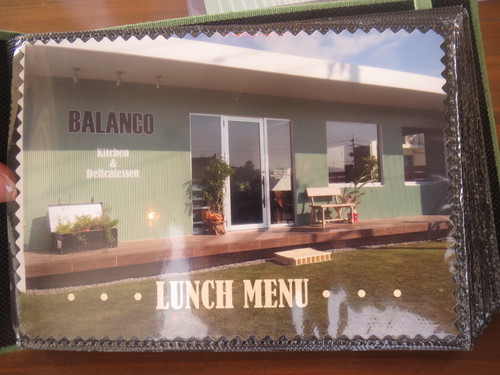 BALANCO
Kitchen
&
Delicatessen
LUNCH MENU